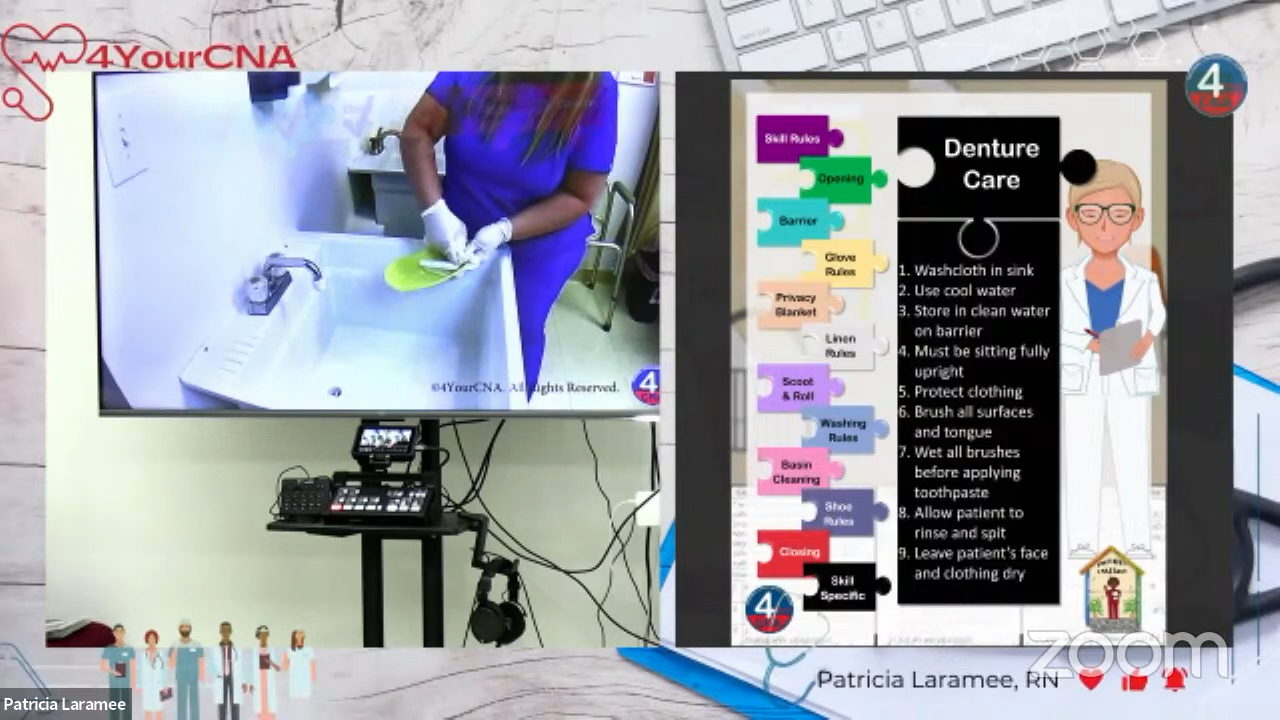 4YourCNA
4
©4YourCNA. All Rights Reserved.
4
Skill Rules
Opening
Barrier
Glove
Rules
Privacy
Blanket
Linen
Rules
Scoot
& Roll
Washing
Rules
Basin
Cleaning
Shoe
Rules
Closing
Skill
Specific
4
Denture
Care
1. Washcloth in sink
2. Use cool water
3. Store in clean water
on barrier
4. Must be sitting fully
upright
5. Protect clothing
6. Brush all surfaces
and tongue
7. Wet all brushes
before applying
toothpaste
8. Allow patient to
rinse and spit
9. Leave patient's face
and clothing dry
zoom
Patricia Laramee, RN
Patricia Laramee